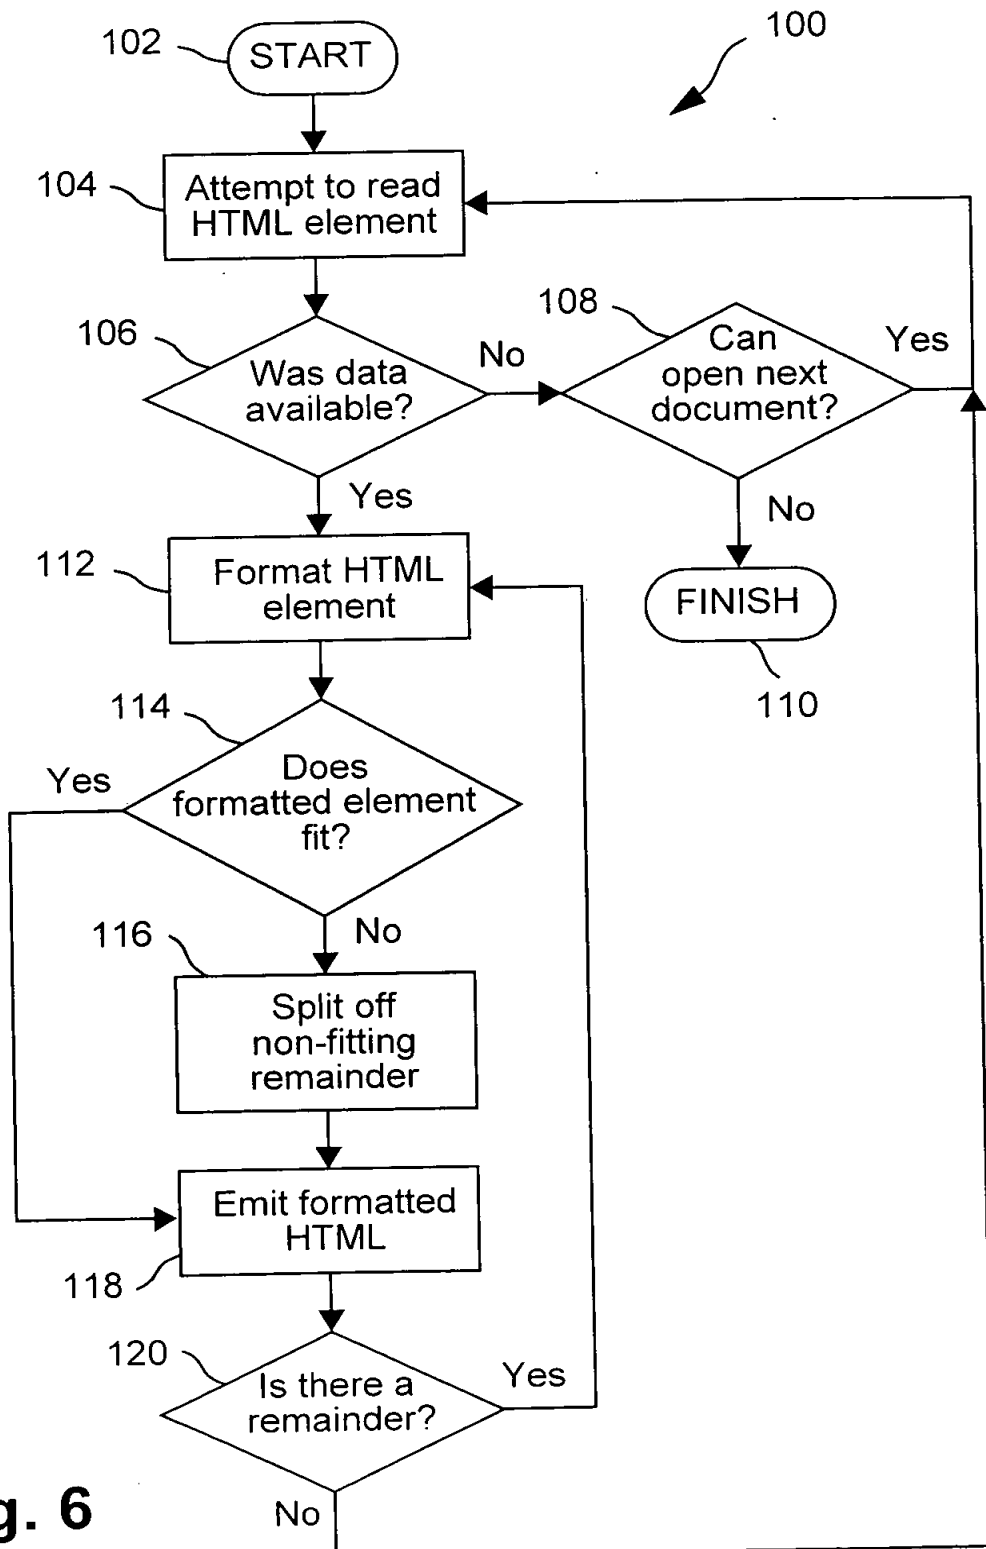 100
102
START
104
Attempt to read
HTML element
106
Was data
available?
No
108
Can
open next
document?
Yes
Yes
No
112
Format HTML
element
FINISH
110
114
Yes
Does
formatted element
fit?
No
116
Split off
non-fitting
remainder
Emit formatted
HTML
118
120
Is there a
remainder?
Yes
No
g. 6